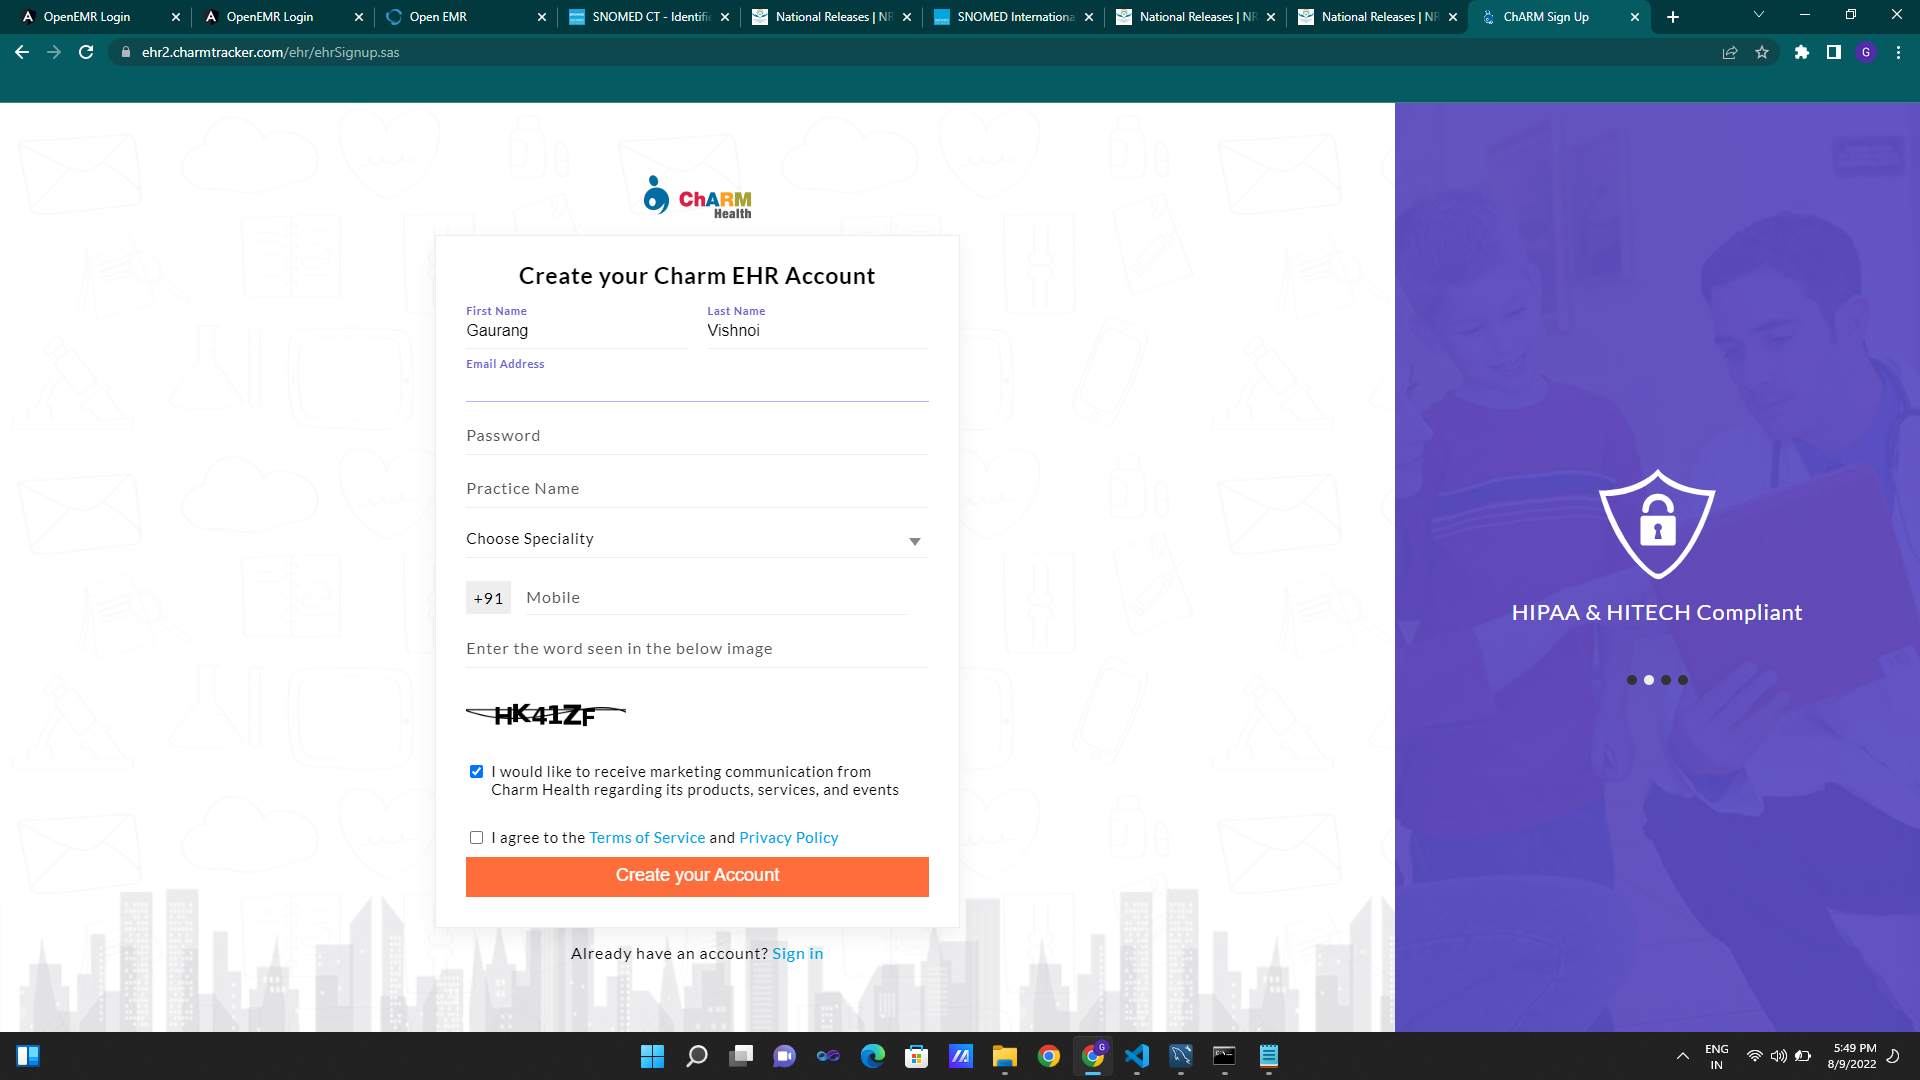 OpenEMR Login
OpenEMR Login
Open EMR
SNOMED CT - Identifi
National Releases | NR
SNOMED Internationa
National Releases | NR
National Releases | NR
ChARM Sign Up
ehr2.charmtracker.com/ehr/ehrSignup.sas
G
ChARM
Health
Create your Charm EHR Account
First Name
Last Name
Gaurang
Vishnoi
Email Address
Password
Practice Name
Choose Speciality
+91
Mobile
Enter the word seen in the below image
HK41ZF
I would like to receive marketing communication from
Charm Health regarding its products, services, and events
I agree to the Terms of Service and Privacy Policy
Create your Account
Already have an account? Sign in
HIPAA & HITECH Compliant
ENG
IN
5:49 PM
8/9/2022